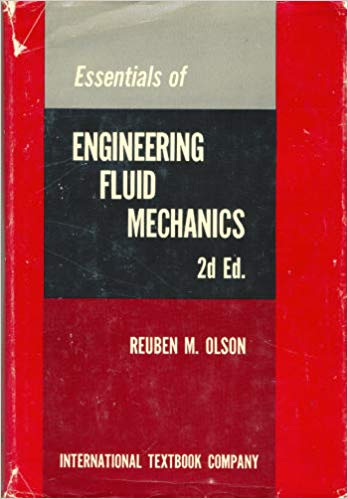 Essentials of
ENGINEERING
FLUID
MECHANICS
2d Ed.
REUBEN M. OLSON
INTERNATIONAL TEXTBOOK COMPANY